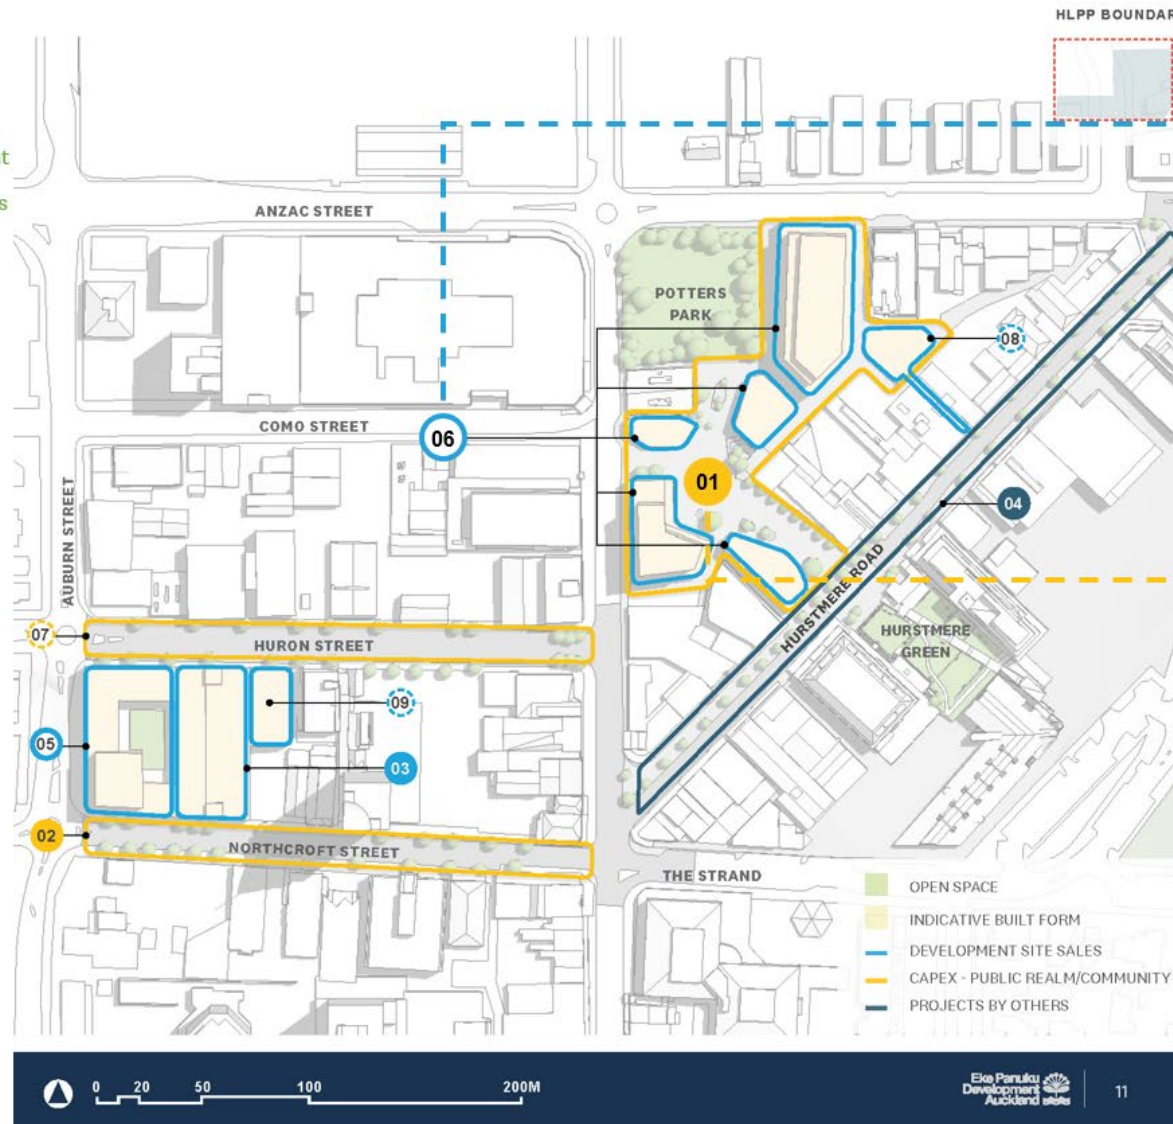 HLPP BOUNDAR
t
s
ANZAC STREET
POTTERS
PARK
08
COMO STREET
06
01
04
AUBURN STREET
HURSTMERE ROAD
HURSTMERE
GREEN
07
HURON STREET
09
05
03
02
NORTHCROFT STREET
THE STRAND
OPEN SPACE
INDICATIVE BUILT FORM
DEVELOPMENT SITE SALES
CAPEX - PUBLIC REALM/COMMUNITY
PROJECTS BY OTHERS
0 20 50 100 200M
Eke Panuku
Development
Auckland
11